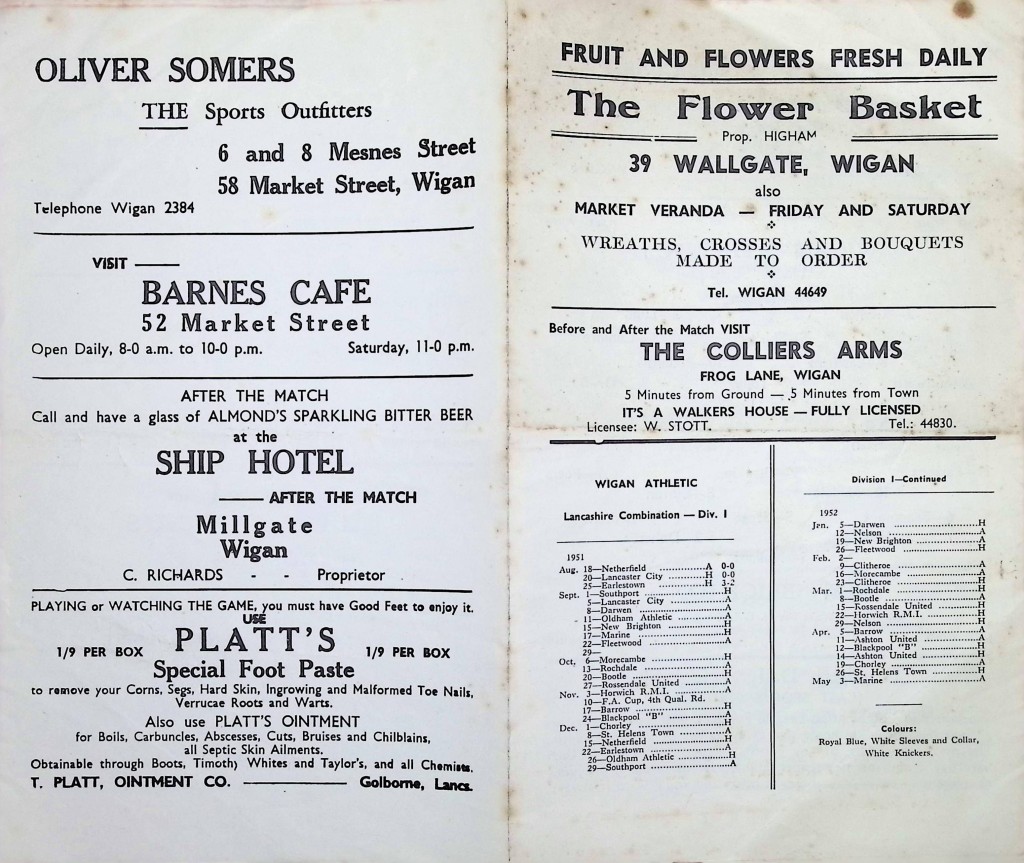 OLIVER SOMERS
THE Sports Outfitters
6 and 8 Mesnes Street
58 Market Street, Wigan
Telephone Wigan 2384
VISIT ——
BARNES CAFE
52 Market Street
Open Daily, 8-0 a.m. to 10-0 p.m. Saturday, 11-0 p.m.
AFTER THE MATCH
Call and have a glass of ALMOND'S SPARKLING BITTER BEER
at the
SHIP HOTEL
—— AFTER THE MATCH
Millgate
Wigan
C. RICHARDS - - Proprietor
PLAYING or WATCHING THE GAME, you must have Good Feet to enjoy it.
USE
1/9 PER BOX PLATT'S 1/9 PER BOX
Special Foot Paste
to remove your Corns, Segs, Hard Skin, Ingrowing and Malformed Toe Nails,
Verrucae Roots and Warts.
Also use PLATT'S OINTMENT
for Boils, Carbuncles, Abscesses, Cuts, Bruises and Chilblains,
all Septic Skin Ailments.
Obtainable through Boots, Timothy Whites and Taylor's, and all Chemists.
T. PLATT, OINTMENT CO. —— Golborne, Lancs.
FRUIT AND FLOWERS FRESH DAILY
The Flower Basket
Prop. HIGHAM
39 WALLGATE, WIGAN
also
MARKET VERANDA — FRIDAY AND SATURDAY
WREATHS, CROSSES AND BOUQUETS
MADE TO ORDER
Tel. WIGAN 44649
Before and After the Match VISIT
THE COLLIERS ARMS
FROG LANE, WIGAN
5 Minutes from Ground — 5 Minutes from Town
IT'S A WALKERS HOUSE — FULLY LICENSED
Licensee: W. STOTT. Tel.: 44830.
WIGAN ATHLETIC
Lancashire Combination — Div. I
1951
Aug. 18—Netherfield ........ A 0-0
20—Lancaster City ........ H 0-0
25—Earlestown ........ H 3-2
Sept. 1—Southport ........ H
5—Lancaster City ........ A
8—Darwen ........ A
11—Oldham Athletic ........ A
15—New Brighton ........ H
17—Marine ........ H
22—Fleetwood ........ A
29—
Oct. 6—Morecambe ........ H
13—Rochdale ........ A
20—Bootle ........ H
27—Rossendale United ........ A
Nov. 3—Horwich R.M.I. ........ A
10—F.A. Cup, 4th Qual. Rd.
17—Barrow ........ H
24—Blackpool "B" ........ A
Dec. 1—Chorley ........ H
8—St. Helens Town ........ A
15—Netherfield ........ H
22—Earlestown ........ A
26—Oldham Athletic ........ H
29—Southport ........ A
Division I—Continued
1952
Jan. 5—Darwen ........ H
12—Nelson ........ A
19—New Brighton ........ A
26—Fleetwood ........ H
Feb. 2—
9—Clitheroe ........ A
16—Morecambe ........ A
23—Clitheroe ........ H
Mar. 1—Rochdale ........ H
8—Bootle ........ A
15—Rossendale United ........ H
22—Horwich R.M.I. ........ H
29—Nelson ........ H
Apr. 5—Barrow ........ A
11—Ashton United ........ A
12—Blackpool "B" ........ H
14—Ashton United ........ H
19—Chorley ........ A
26—St. Helens Town ........ H
May 3—Marine ........ A
Colours:
Royal Blue, White Sleeves and Collar,
White Knickers.